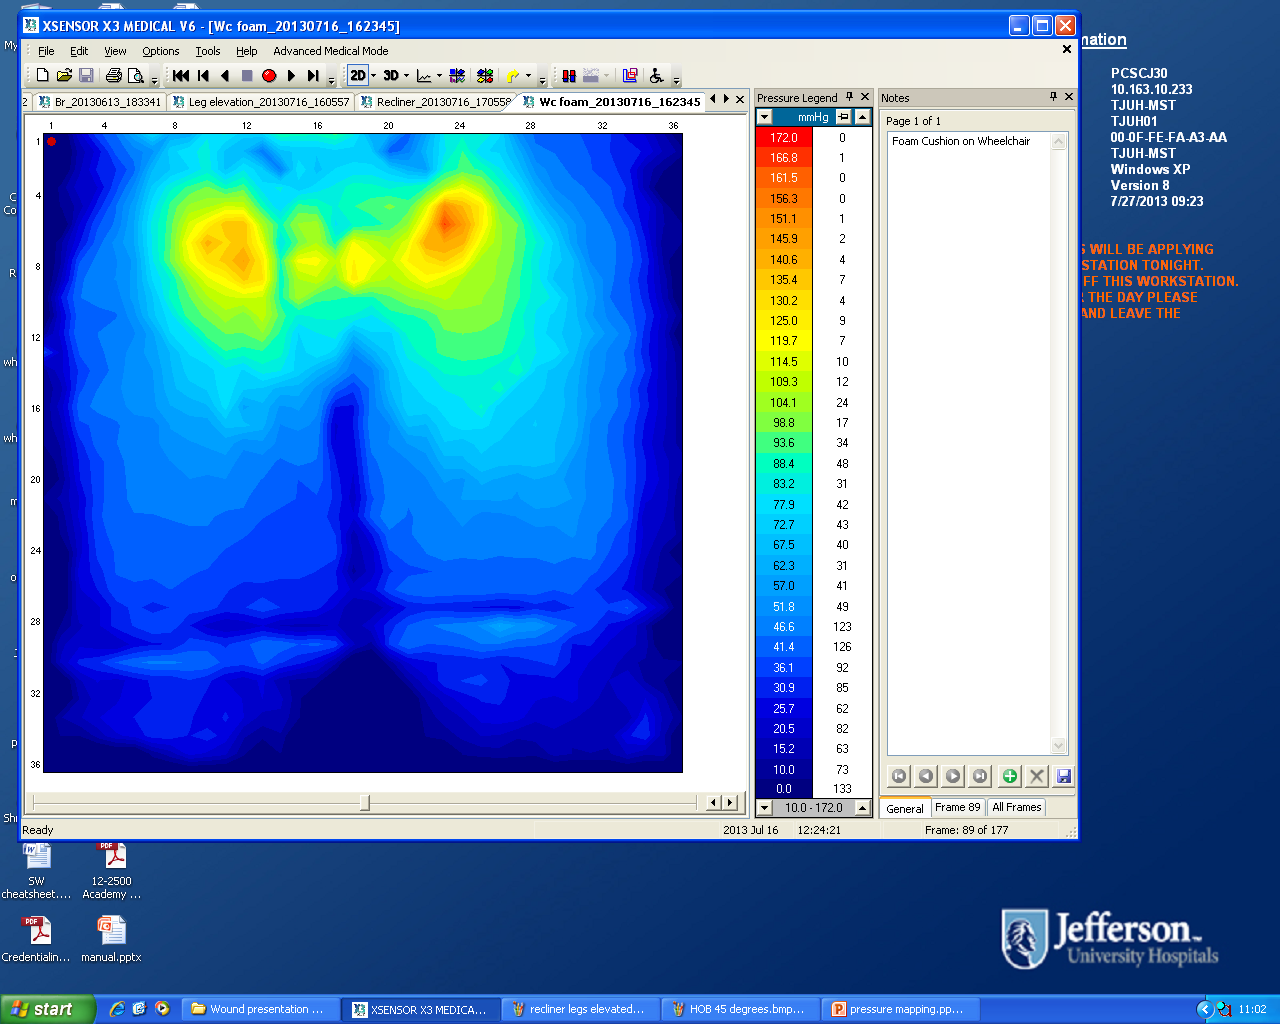 XSENSOR X3 MEDICAL V6 - [Wc foam_20130716_162345]
File Edit View Options Tools Help Advanced Medical Mode
2D 3D
2 Br_20130613_183341 Leg elevation_20130716_160557 Recliner_20130716_170558 Wc foam_20130716_162345
1 4 8 12 16 20 24 28 32 36
1
4
8
12
16
20
24
28
32
36
Pressure Legend
mmHg
172.0 0
166.8 1
161.5 0
156.3 0
151.1 1
145.9 2
140.6 4
135.4 7
130.2 4
125.0 9
119.7 7
114.5 10
109.3 12
104.1 24
98.8 17
93.6 34
88.4 48
83.2 31
77.9 42
72.7 43
67.5 40
62.3 31
57.0 41
51.8 49
46.6 123
41.4 126
36.1 92
30.9 85
25.7 62
20.5 82
15.2 63
10.0 73
0.0 133
10.0 - 172.0
Notes
Page 1 of 1
Foam Cushion on Wheelchair
General Frame 89 All Frames
Ready
2013 Jul 16 12:24:21
Frame: 89 of 177
mation
PCSCJ30
10.163.10.233
TJUH-MST
TJUH01
00-0F-FE-FA-A3-AA
TJUH-MST
Windows XP
Version 8
7/27/2013 09:23
S WILL BE APPLYING
STATION TONIGHT.
FF THIS WORKSTATION.
R THE DAY PLEASE
AND LEAVE THE
My
C
Co
R
wh
wh
m
o
p
Sh
SW
cheatsheet....
12-2500
Academy ...
Credentialin...
manual.pptx
Jefferson™
University Hospitals
start
Wound presentation ...
XSENSOR X3 MEDICA...
recliner legs elevated...
HOB 45 degrees.bmp...
pressure mapping.pp...
11:02